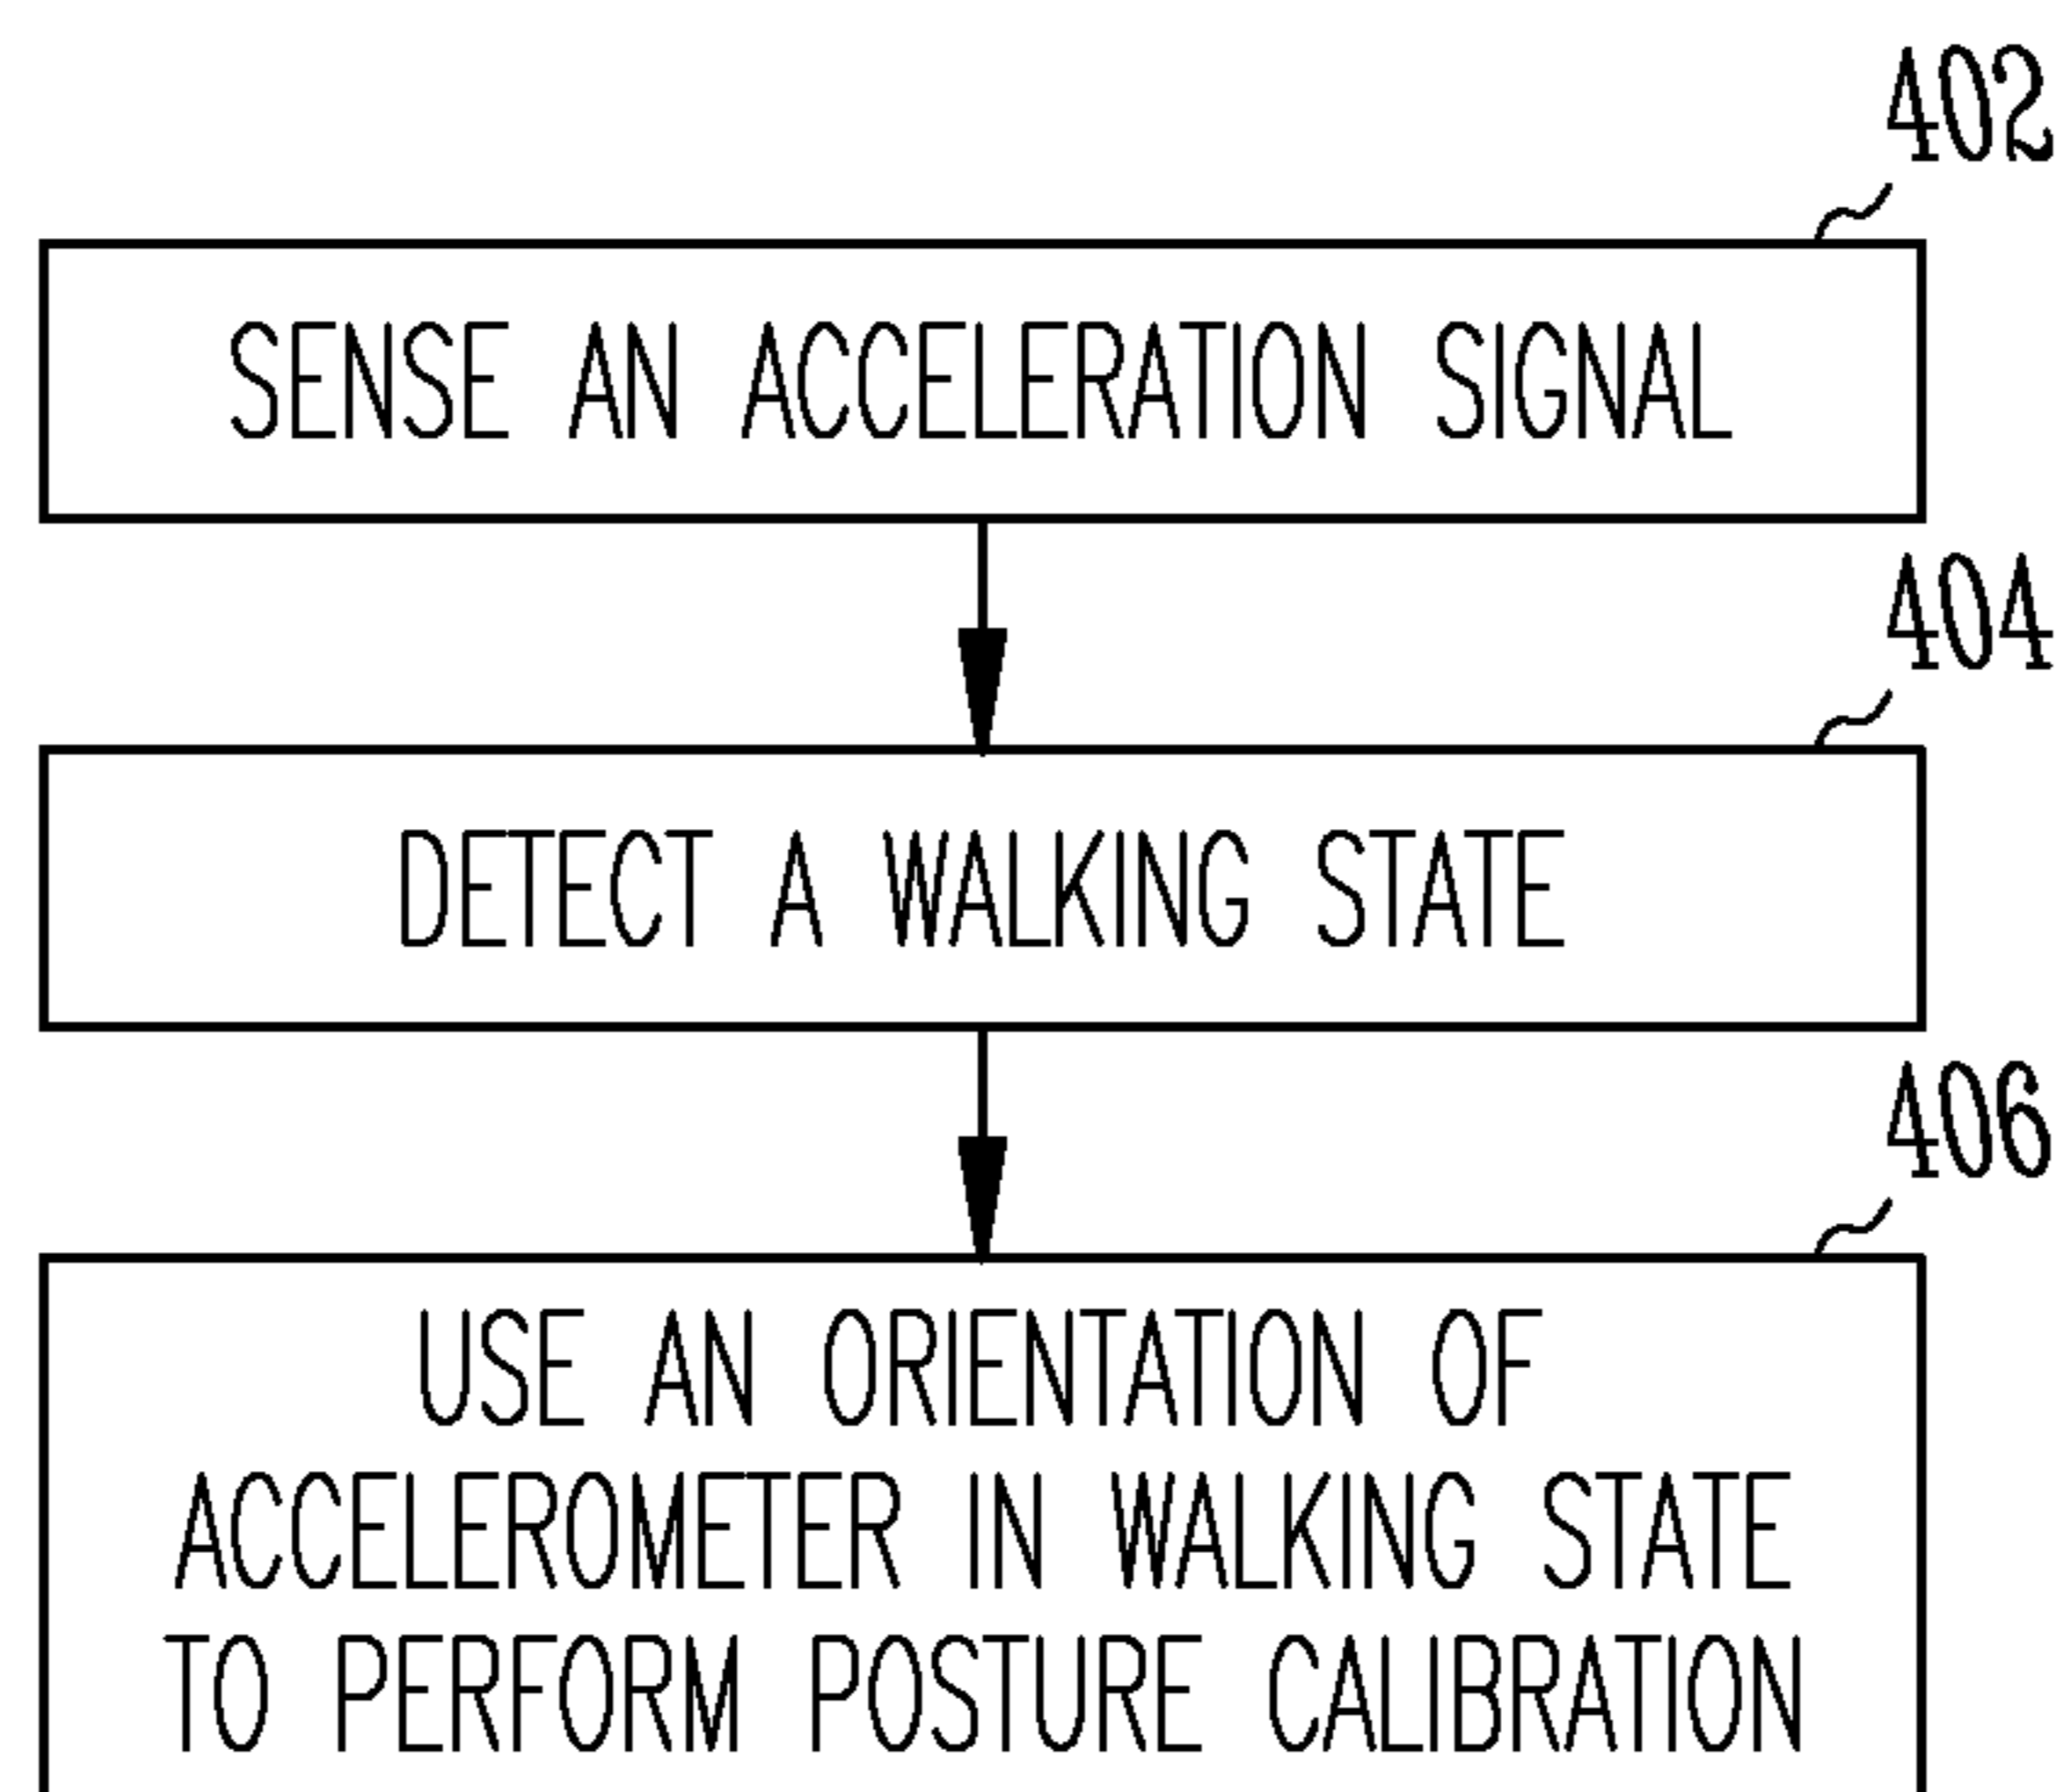 402
SENSE AN ACCELERATION SIGNAL
404
DETECT A WALKING STATE
406
USE AN ORIENTATION OF
ACCELEROMETER IN WALKING STATE
TO PERFORM POSTURE CALIBRATION